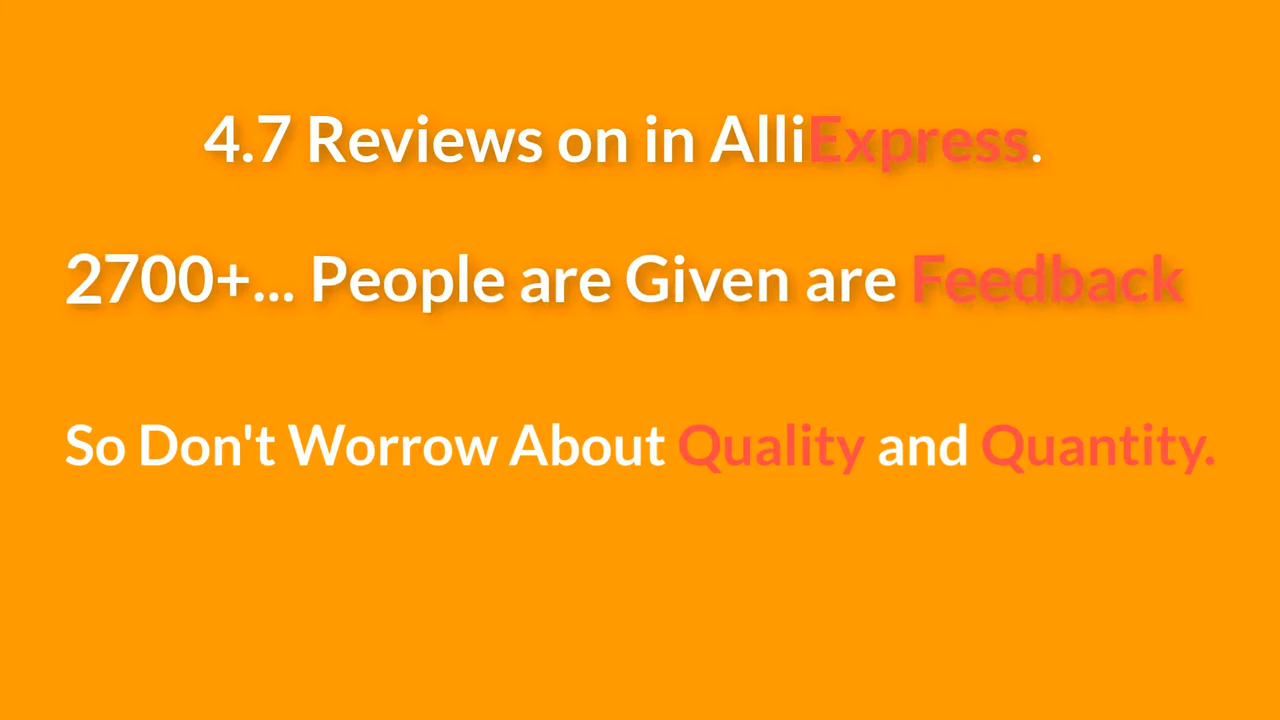 4.7 Reviews on in AlliExpress.
2700+... People are Given are Feedback
So Don't Worrow About Quality and Quantity.